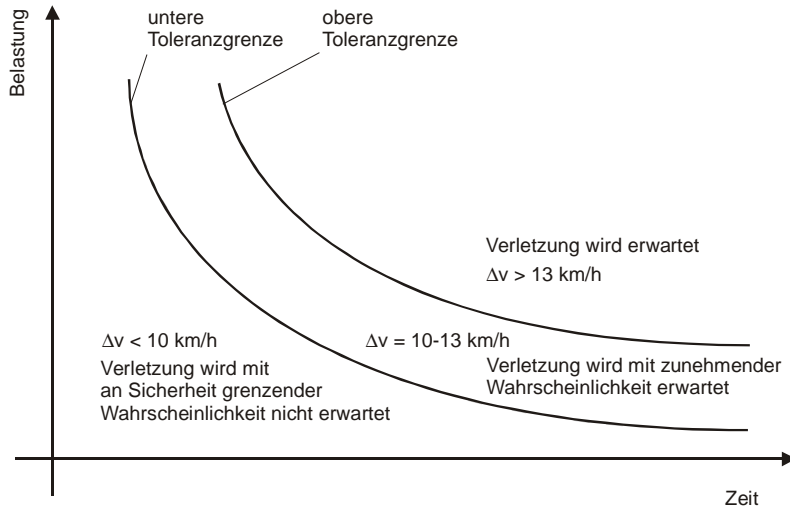 untere
Toleranzgrenze
obere
Toleranzgrenze
Belastung
Verletzung wird erwartet
Δv > 13 km/h
Δv < 10 km/h
Verletzung wird mit
an Sicherheit grenzender
Wahrscheinlichkeit nicht erwartet
Δv = 10-13 km/h
Verletzung wird mit zunehmender
Wahrscheinlichkeit erwartet
Zeit